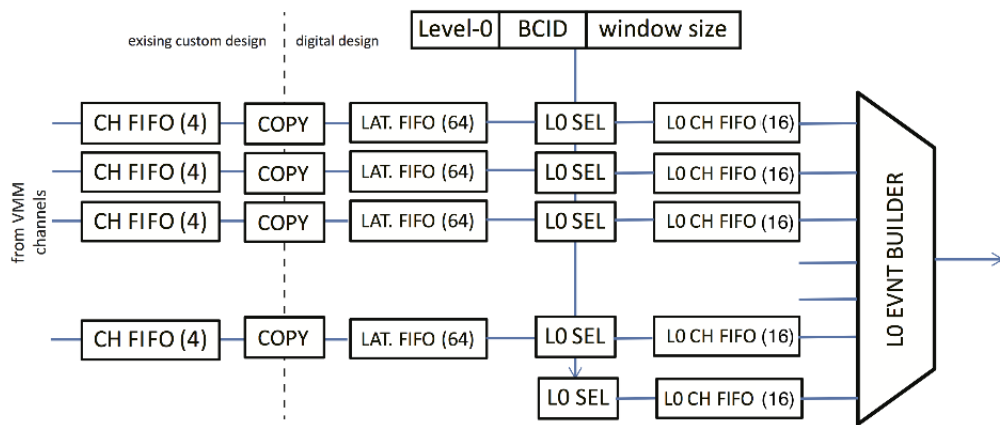 Level-0 BCID window size
exising custom design digital design
CH FIFO (4) COPY LAT. FIFO (64) L0 SEL L0 CH FIFO (16)
CH FIFO (4) COPY LAT. FIFO (64) L0 SEL L0 CH FIFO (16)
CH FIFO (4) COPY LAT. FIFO (64) L0 SEL L0 CH FIFO (16)
from VMM
channels
L0 EVNT BUILDER
CH FIFO (4) COPY LAT. FIFO (64) L0 SEL L0 CH FIFO (16)
L0 SEL L0 CH FIFO (16)